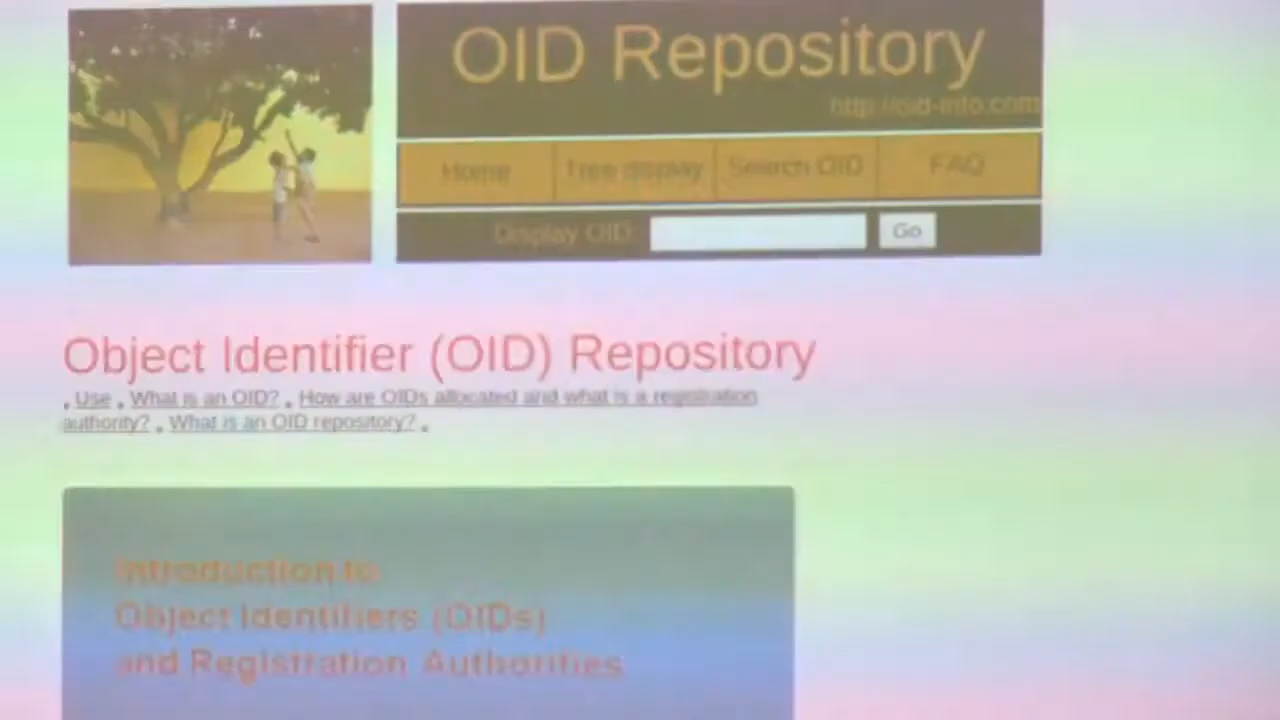 OID Repository
http://oid-info.com
Home Tree display Search OID FAQ
Display OID: Go
Object Identifier (OID) Repository
• Use • What is an OID? • How are OIDs allocated and what is a registration
authority? • What is an OID repository? •
Introduction to
Object Identifiers (OIDs)
and Registration Authorities